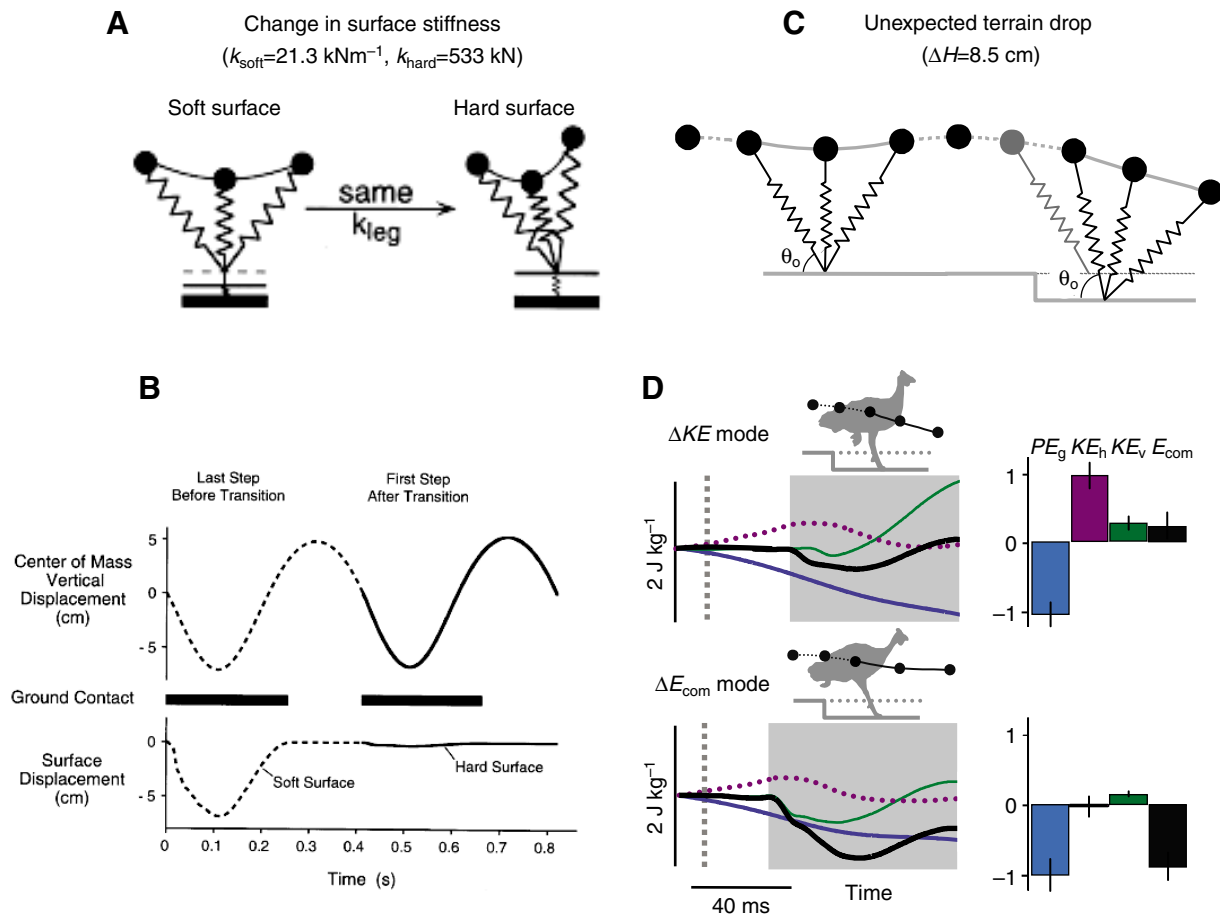 A
Change in surface stiffness
(ksoft=21.3 kNm–1, khard=533 kN)
Soft surface
Hard surface
same
kleg
B
Last Step
Before Transition
First Step
After Transition
Center of Mass
Vertical
Displacement
(cm)
5
0
- 5
Ground Contact
Surface
Displacement
(cm)
0
- 5
Soft Surface
Hard Surface
0 0.1 0.2 0.3 0.4 0.5 0.6 0.7 0.8
Time (s)
C
Unexpected terrain drop
(ΔH=8.5 cm)
θo
θo
D
ΔKE mode
2 J kg–1
PEg KEh KEv Ecom
1
0
–1
ΔEcom mode
2 J kg–1
40 ms
Time
1
0
–1